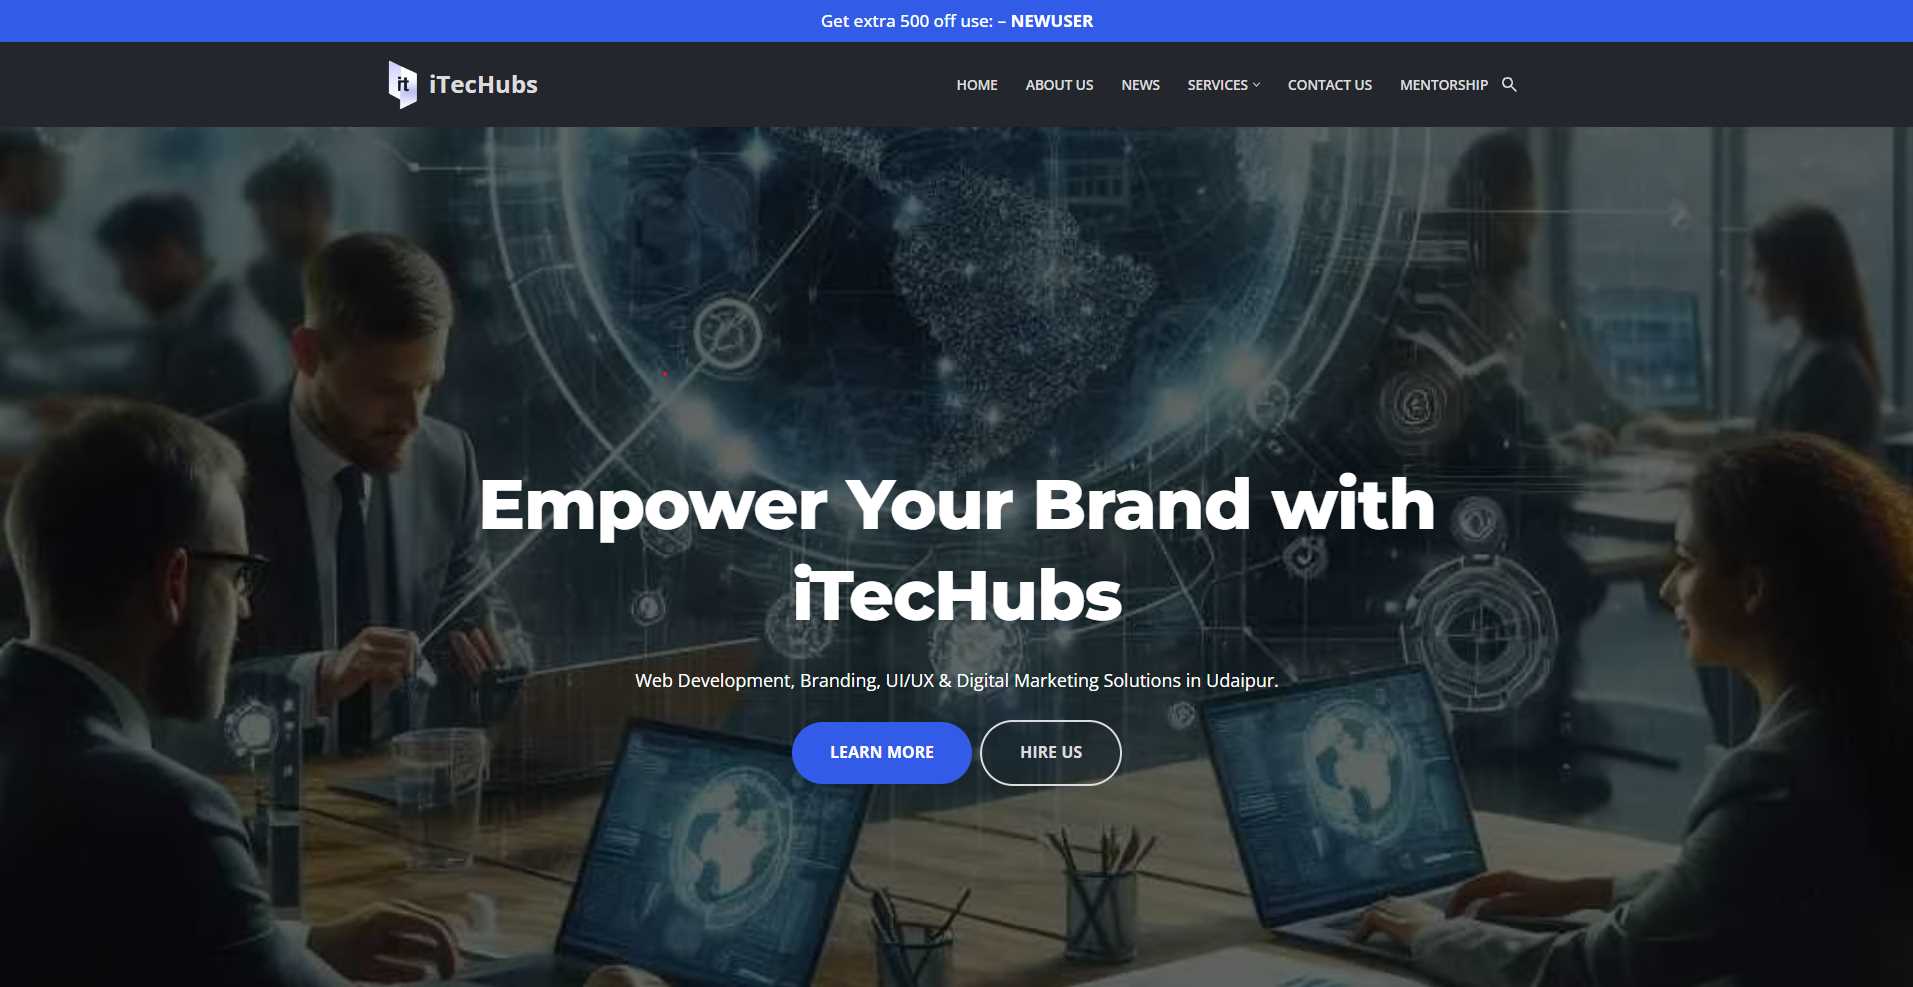 Get extra 500 off use: – NEWUSER
it iTecHubs
HOME ABOUT US NEWS SERVICES CONTACT US MENTORSHIP
Empower Your Brand with
iTecHubs
Web Development, Branding, UI/UX & Digital Marketing Solutions in Udaipur.
LEARN MORE HIRE US